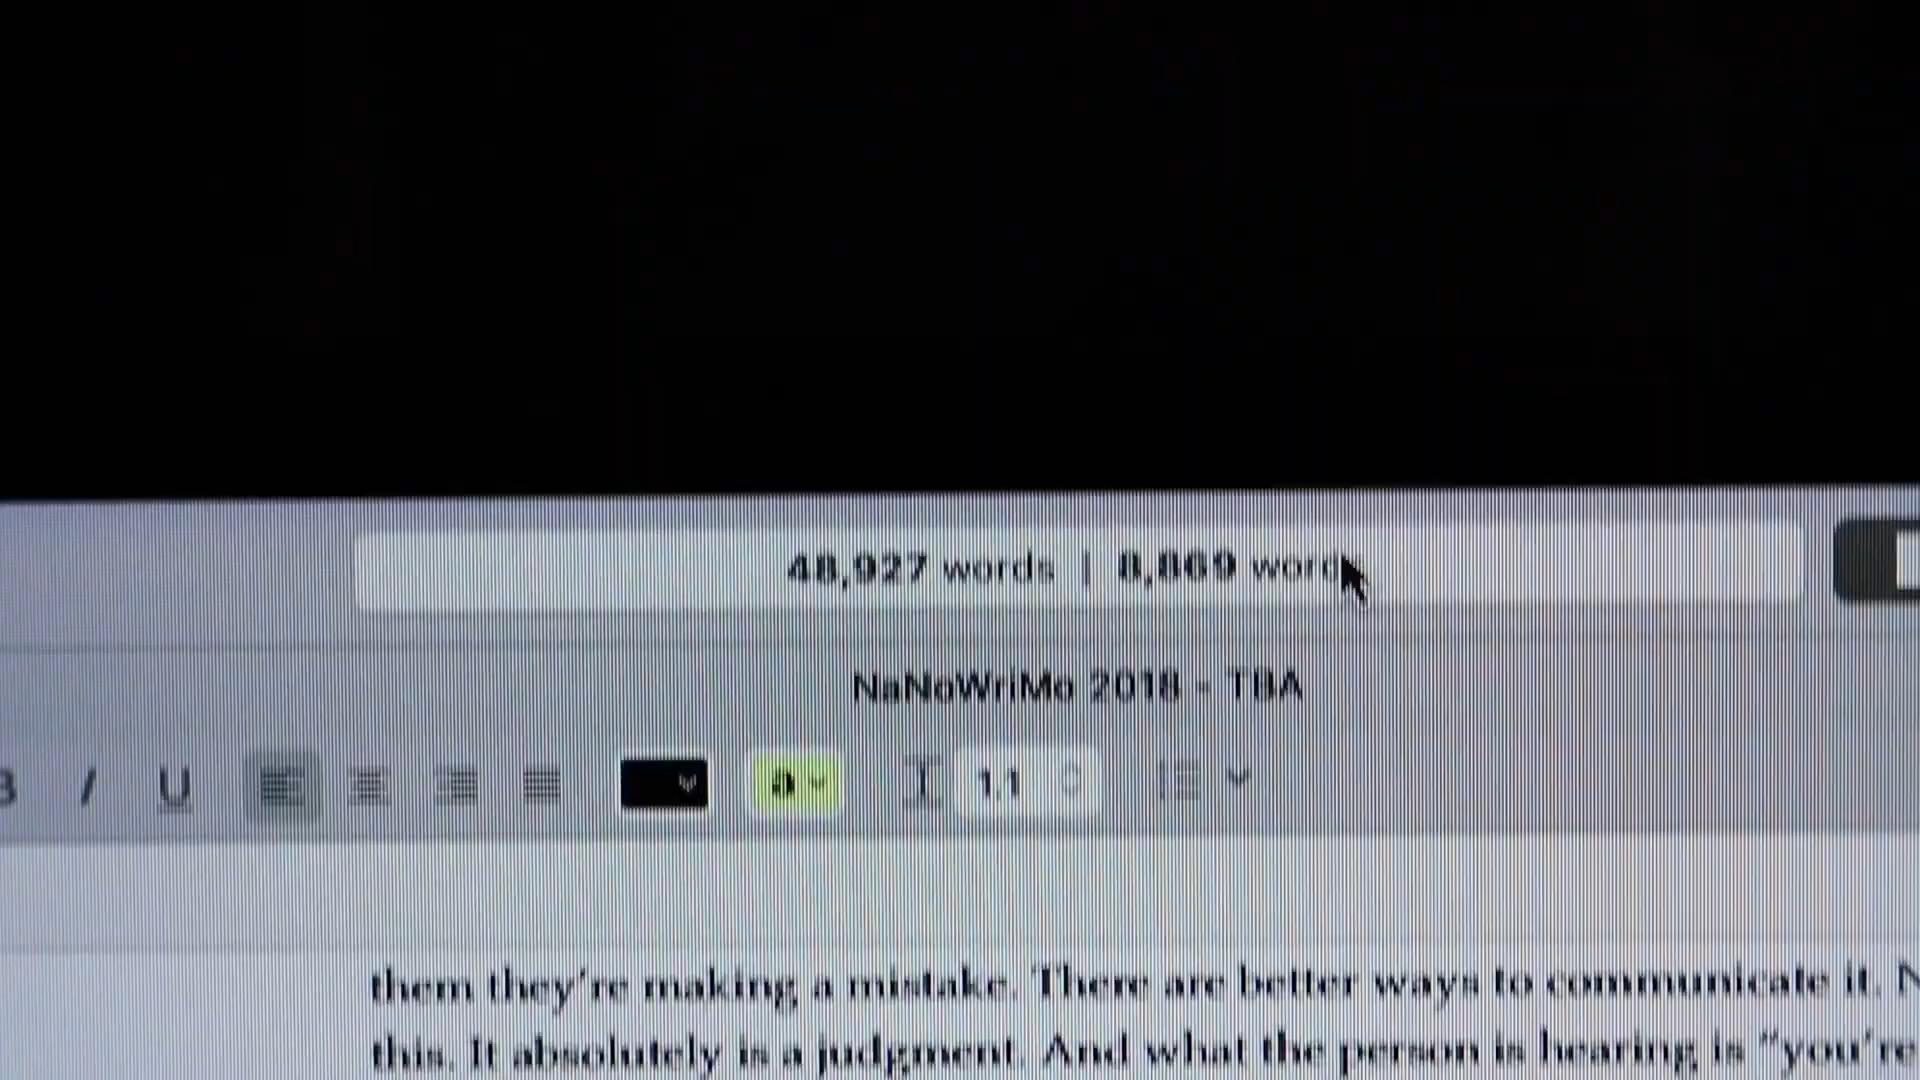 48,927 words | 8,869 words
NaNoWriMo 2018 - TBA
B I U a 1.1
them they're making a mistake. There are better ways to communicate it. N
this. It absolutely is a judgment. And what the person is hearing is "you're